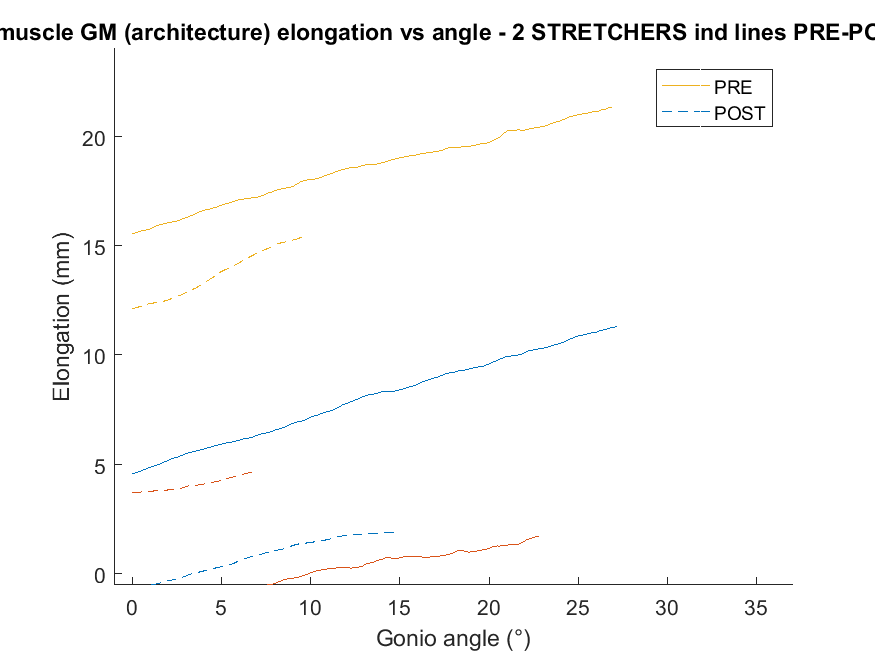 muscle GM (architecture) elongation vs angle - 2 STRETCHERS ind lines PRE-PO
PRE
POST
20
15
10
5
0
Elongation (mm)
0 5 10 15 20 25 30 35
Gonio angle (°)